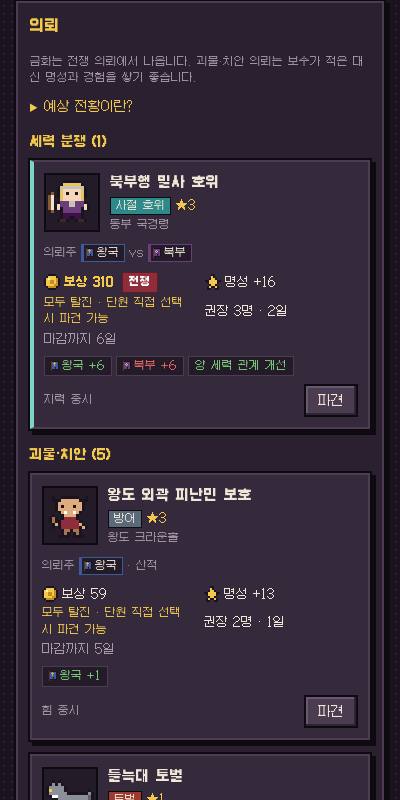 의뢰
금화는 전쟁 의뢰에서 나옵니다. 괴물·치안 의뢰는 보수가 적은 대
신 명성과 경험을 쌓기 좋습니다.
▶ 예상 전황이란?
세력 분쟁 (1)
북부행 밀사 호위
사절 호위 ★3
동부 국경령
의뢰주 왕국 vs 북부
보상 310 전쟁 명성 +16
모두 탈진 · 단원 직접 선택
시 파견 가능
권장 3명 · 2일
마감까지 6일
왕국 +6 북부 +6 양 세력 관계 개선
지력 중시 파견
괴물·치안 (5)
왕도 외곽 피난민 보호
방어 ★3
왕도 크라운홀
의뢰주 왕국 · 산적
보상 59 명성 +13
모두 탈진 · 단원 직접 선택
시 파견 가능
권장 2명 · 1일
마감까지 5일
왕국 +1
힘 중시 파견
들늑대 토벌
토벌 ★1